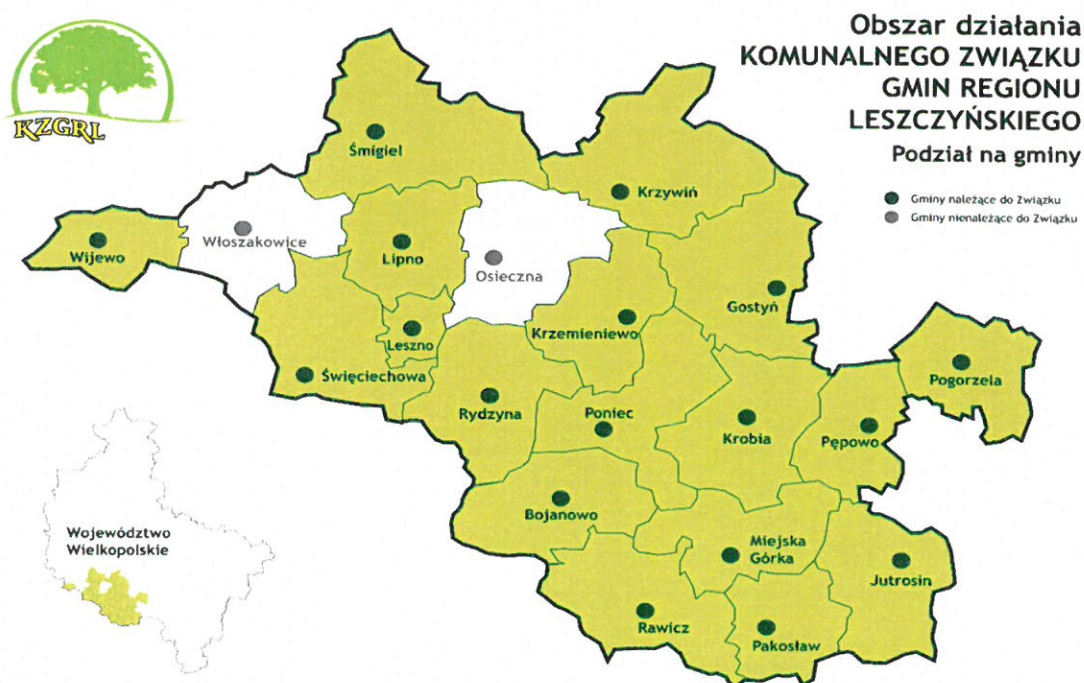 KZGRL
Obszar działania
KOMUNALNEGO ZWIĄZKU
GMIN REGIONU
LESZCZYŃSKIEGO
Podział na gminy
Gminy należące do Związku
Gminy nienależące do Związku
Śmigiel
Krzywiń
Włoszakowice
Wijewo
Lipno
Osieczna
Gostyń
Krzemieniewo
Leszno
Święciechowa
Pogorzela
Rydzyna
Poniec
Krobia
Pępowo
Bojanowo
Miejska
Górka
Jutrosin
Rawicz
Pakosław
Województwo
Wielkopolskie